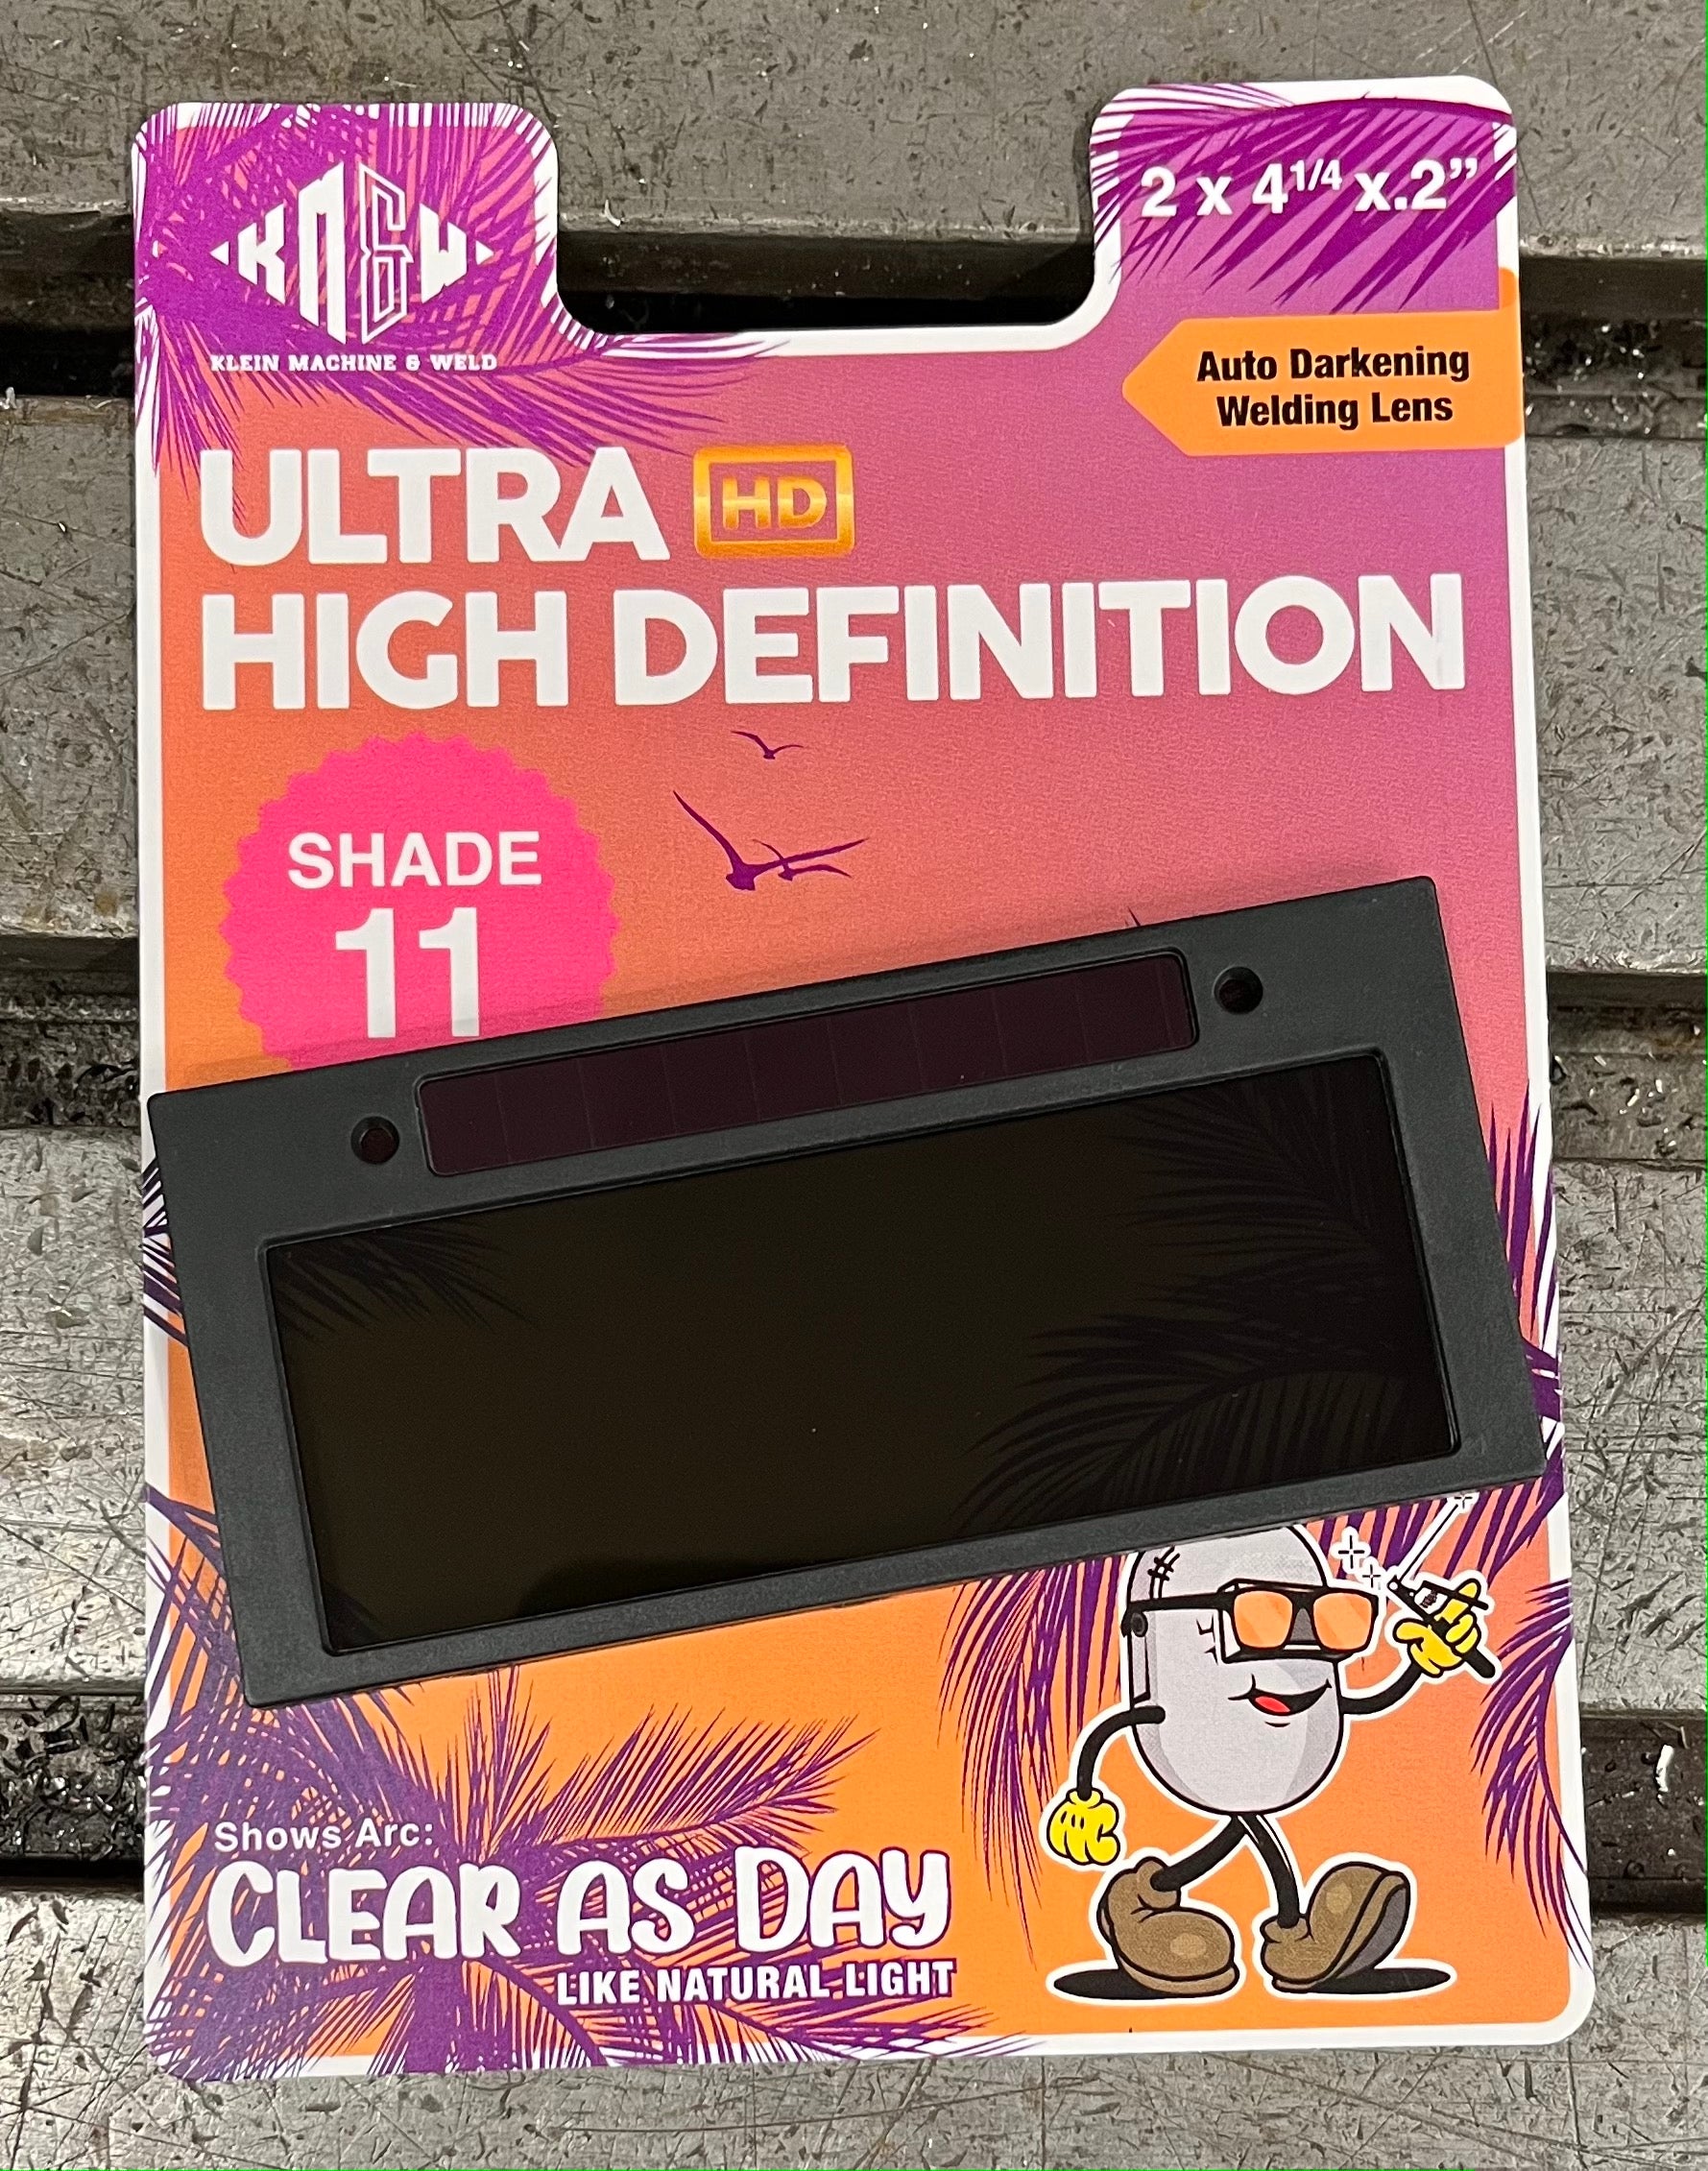 KM&W
KLEIN MACHINE & WELD
2 x 4 1/4 x.2”
Auto Darkening
Welding Lens
ULTRA HD
HIGH DEFINITION
SHADE
11
Shows Arc:
CLEAR AS DAY
LIKE NATURAL LIGHT